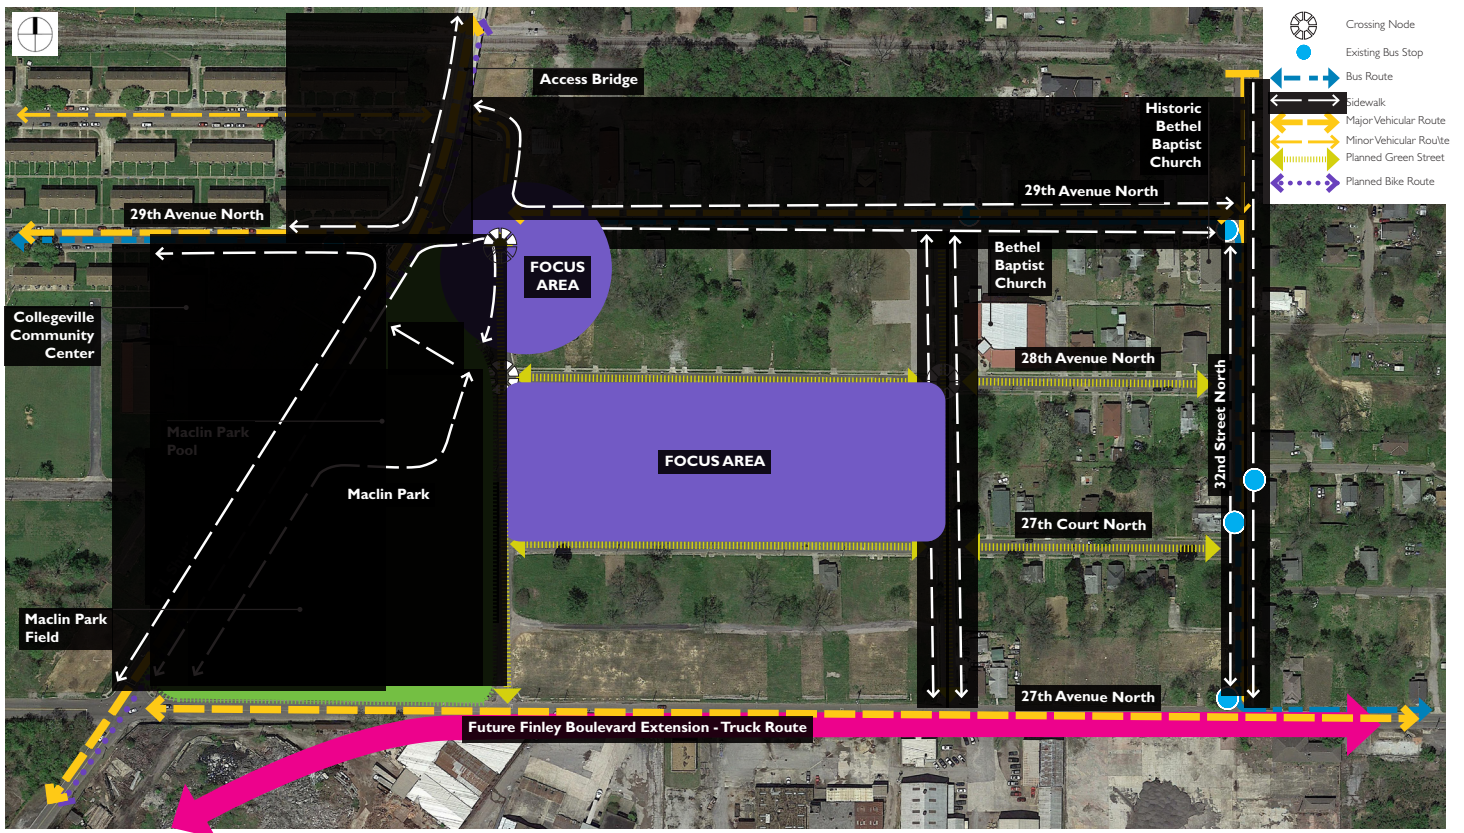 Crossing Node
Existing Bus Stop
Bus Route
Sidewalk
Major Vehicular Route
Minor Vehicular Rou\te
Planned Green Street
Planned Bike Route
Access Bridge
Historic
Bethel
Baptist
Church
29th Avenue North
29th Avenue North
Bethel
Baptist
Church
FOCUS
AREA
Collegeville
Community
Center
28th Avenue North
32nd Street North
Maclin Park
Pool
FOCUS AREA
Maclin Park
27th Court North
Maclin Park
Field
27th Avenue North
Future Finley Boulevard Extension - Truck Route